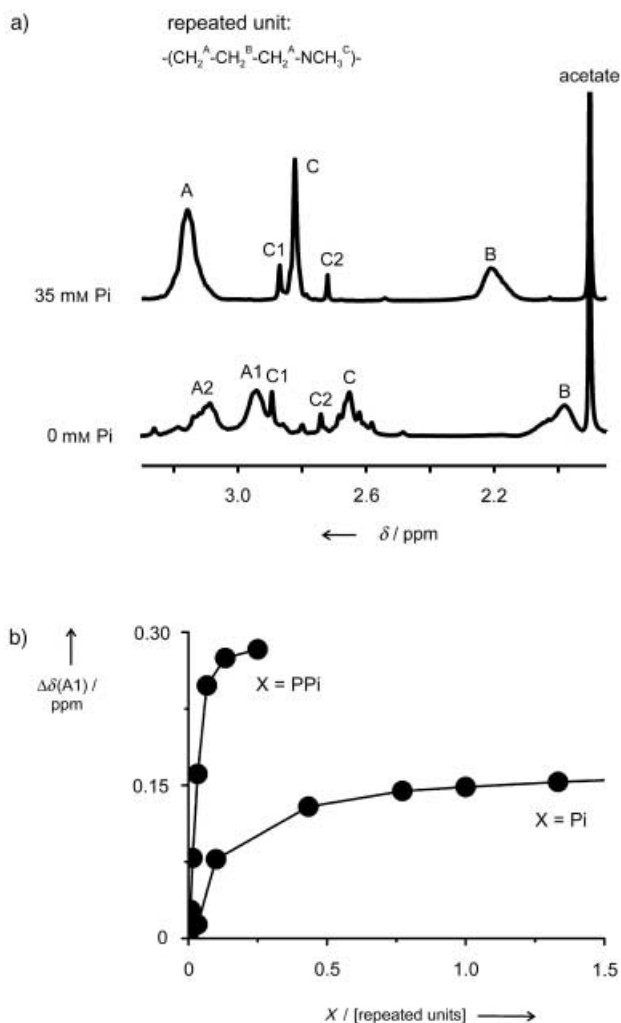 a)
repeated unit:
-(CH₂ᴬ-CH₂ᴮ-CH₂ᴬ-NCH₃ᶜ)-
acetate
A
C
C1
C2
B
35 mM Pi
A2
A1
C1
C2
C
B
0 mM Pi
3.0 2.6 2.2
← δ / ppm
b)
↑
Δδ(A1) /
ppm
0.30
0.15
0
X = PPi
X = Pi
0 0.5 1.0 1.5
X / [repeated units] →